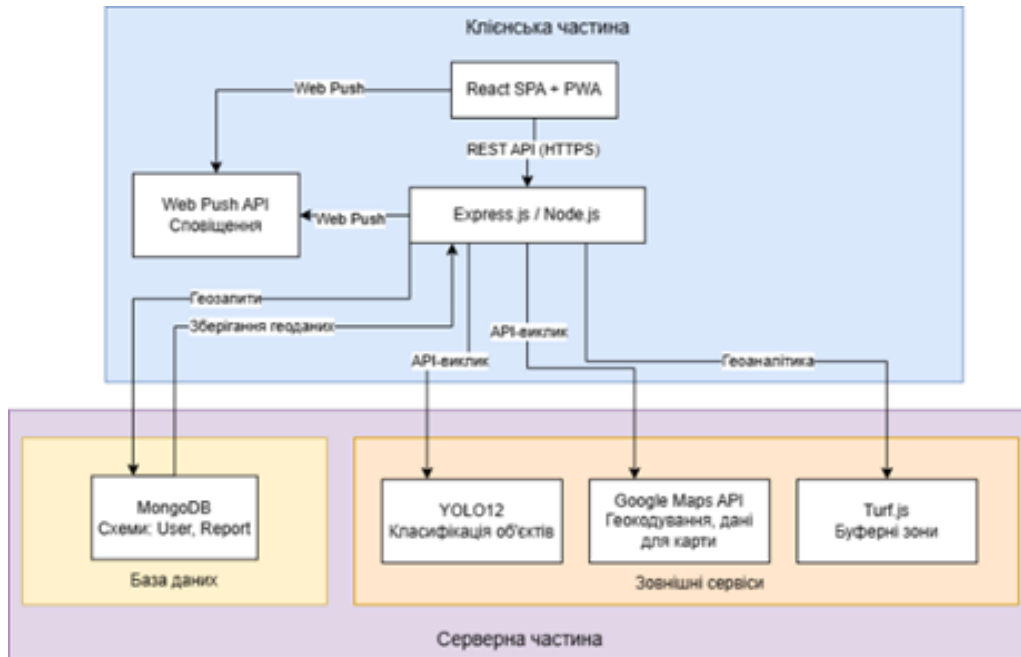 Клієнська частина
React SPA + PWA
Web Push
REST API (HTTPS)
Web Push API
Сповіщення
Web Push
Express.js / Node.js
Геозапити
Зберігання геоданих
API-виклик
API-виклик
Геоаналітика
MongoDB
Схеми: User, Report
База даних
YOLO12
Класифікація об'єктів
Google Maps API
Геокодування, дані
для карти
Turf.js
Буферні зони
Зовнішні сервіси
Серверна частина